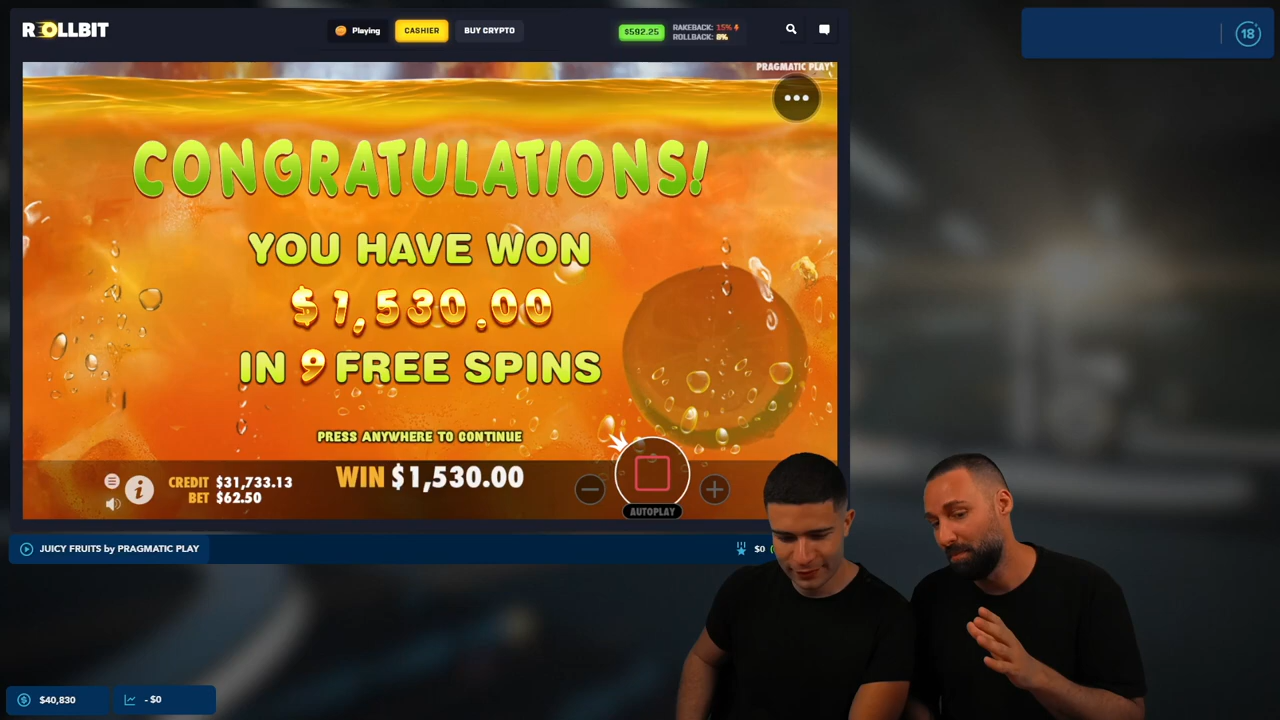 ROLLBIT
Playing
CASHIER
BUY CRYPTO
$592.25
RAKEBACK: 15%
ROLLBACK: 8%
18
PRAGMATIC PLAY
CONGRATULATIONS!
YOU HAVE WON
$1,530.00
IN 9 FREE SPINS
PRESS ANYWHERE TO CONTINUE
CREDIT $31,733.13
BET $62.50
WIN $1,530.00
AUTOPLAY
JUICY FRUITS by PRAGMATIC PLAY
$0
$40,830
- $0